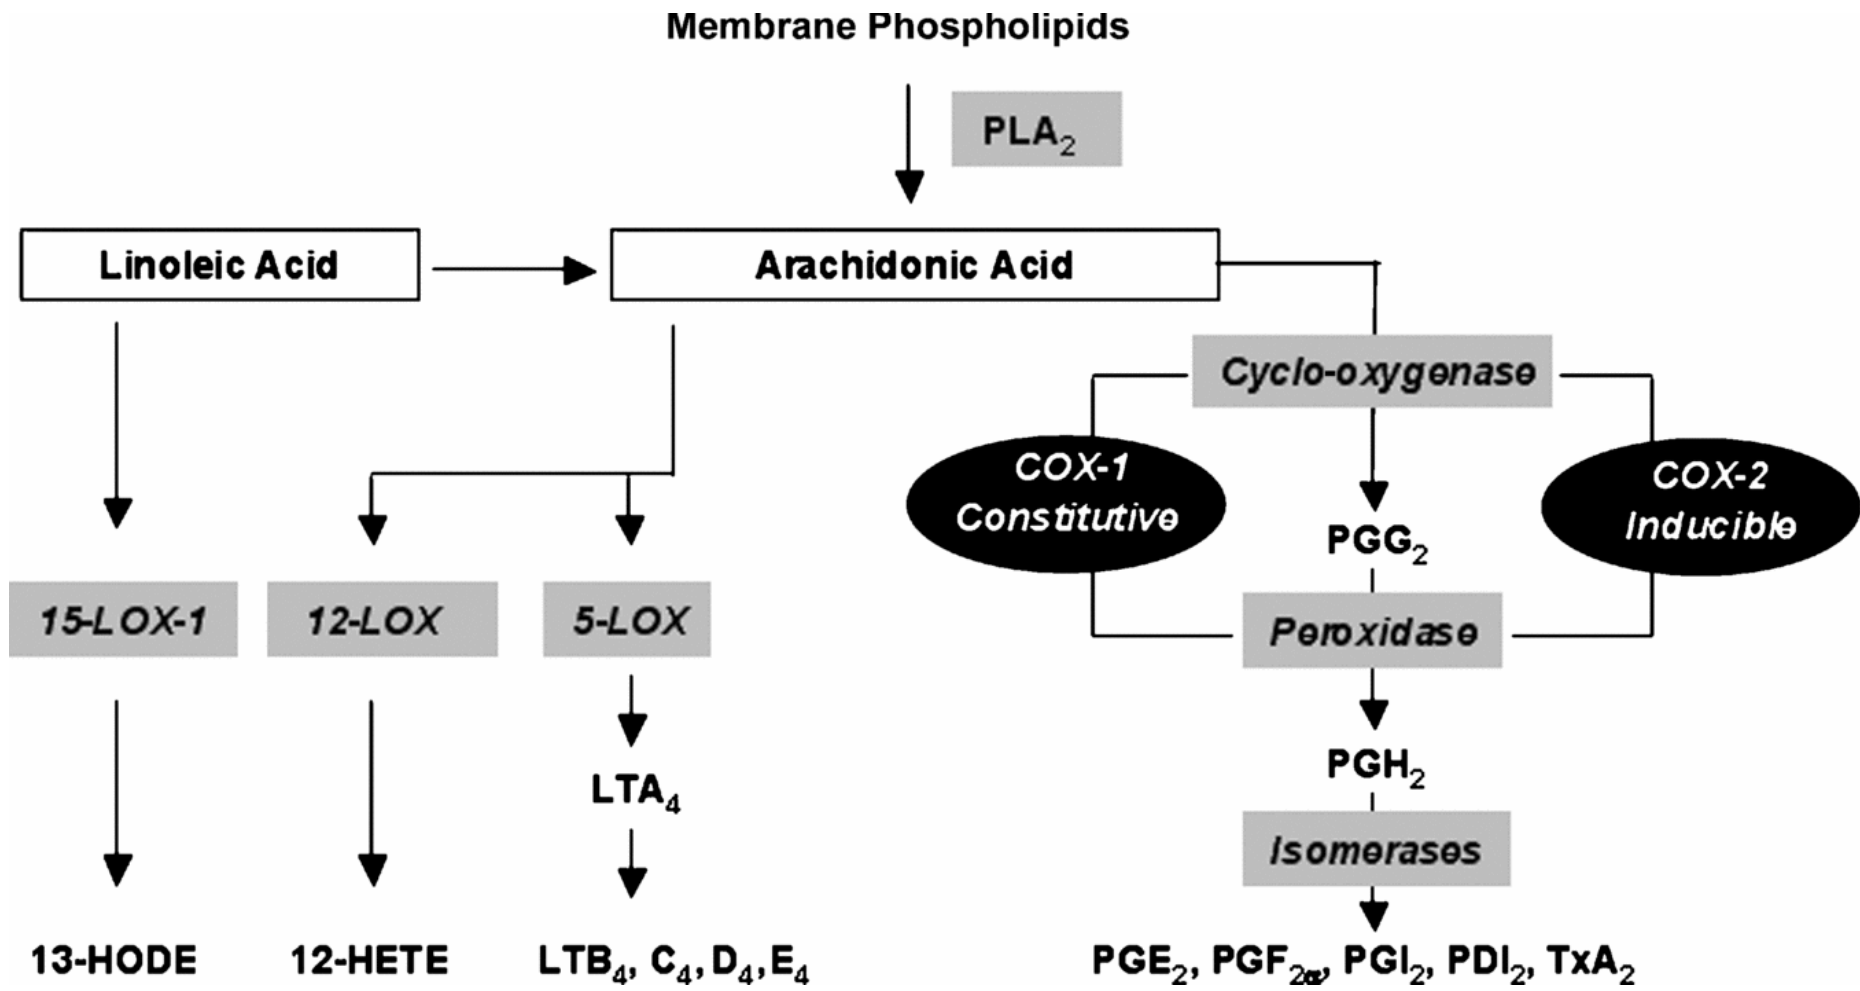 Membrane Phospholipids
PLA₂
Linoleic Acid
Arachidonic Acid
Cyclo-oxygenase
COX-1
Constitutive
COX-2
Inducible
PGG₂
15-LOX-1
12-LOX
5-LOX
Peroxidase
LTA₄
PGH₂
Isomerases
13-HODE
12-HETE
LTB₄, C₄, D₄,E₄
PGE₂, PGF₂α, PGI₂, PDI₂, TxA₂